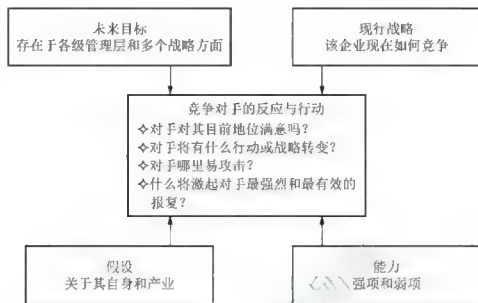 未来目标
存在于各级管理层和多个战略方面
现行战略
该企业现在如何竞争
竞争对手的反应与行动
✧对手对其目前地位满意吗？
✧对手将有什么行动或战略转变？
✧对手哪里易攻击？
✧什么将激起对手最强烈和最有效的
报复？
假设
关于其自身和产业
能力
强项和弱项